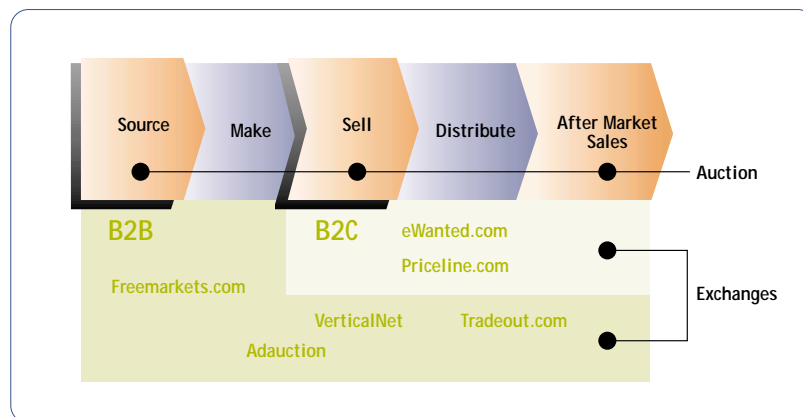 Source
Make
Sell
Distribute
After Market
Sales
Auction
B2B
B2C
eWanted.com
Priceline.com
Freemarkets.com
Exchanges
VerticalNet
Tradeout.com
Adauction